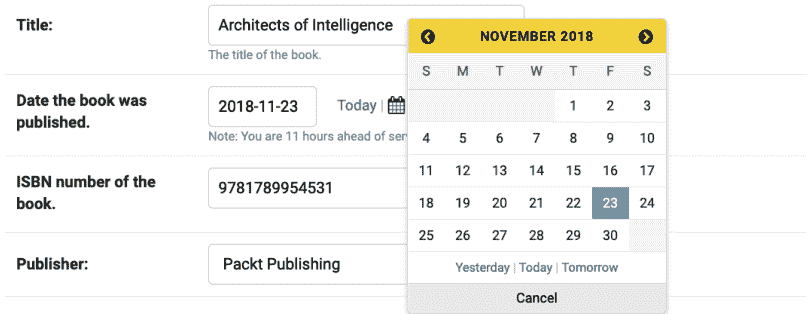 Title:
Architects of Intelligence
The title of the book.
Date the book was
published.
2018-11-23
Today |
Note: You are 11 hours ahead of ser
ISBN number of the
book.
9781789954531
Publisher:
Packt Publishing
NOVEMBER 2018
S M T W T F S
1 2 3
4 5 6 7 8 9 10
11 12 13 14 15 16 17
18 19 20 21 22 23 24
25 26 27 28 29 30
Yesterday | Today | Tomorrow
Cancel